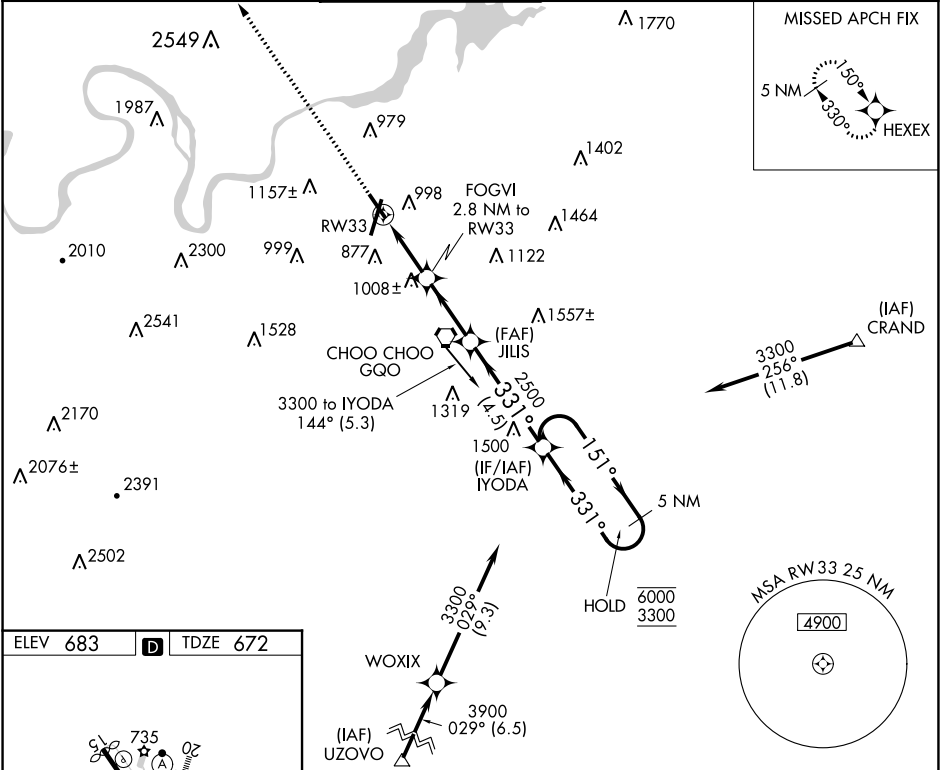 2549
1770
MISSED APCH FIX
5 NM
150°
330°
HEXEX
1987
979
1402
1157±
998
FOGVI
2.8 NM to
RW33
1464
RW33
2010
2300
999
877
1122
1008±
2541
1528
1557±
(IAF)
CRAND
(FAF)
JILIS
CHOO CHOO
GQO
3300
256°
(11.8)
2500
331°
(4.5)
3300 to IYODA
144° (5.3)
1319
2170
1500
(IF/IAF)
IYODA
151°
331°
5 NM
2076±
2391
2502
HOLD
6000
3300
MSA RW33 25 NM
4900
3300
029°
(9.3)
ELEV 683
D
TDZE 672
WOXIX
3900
029° (6.5)
(IAF)
UZOVO
735
15
20
A